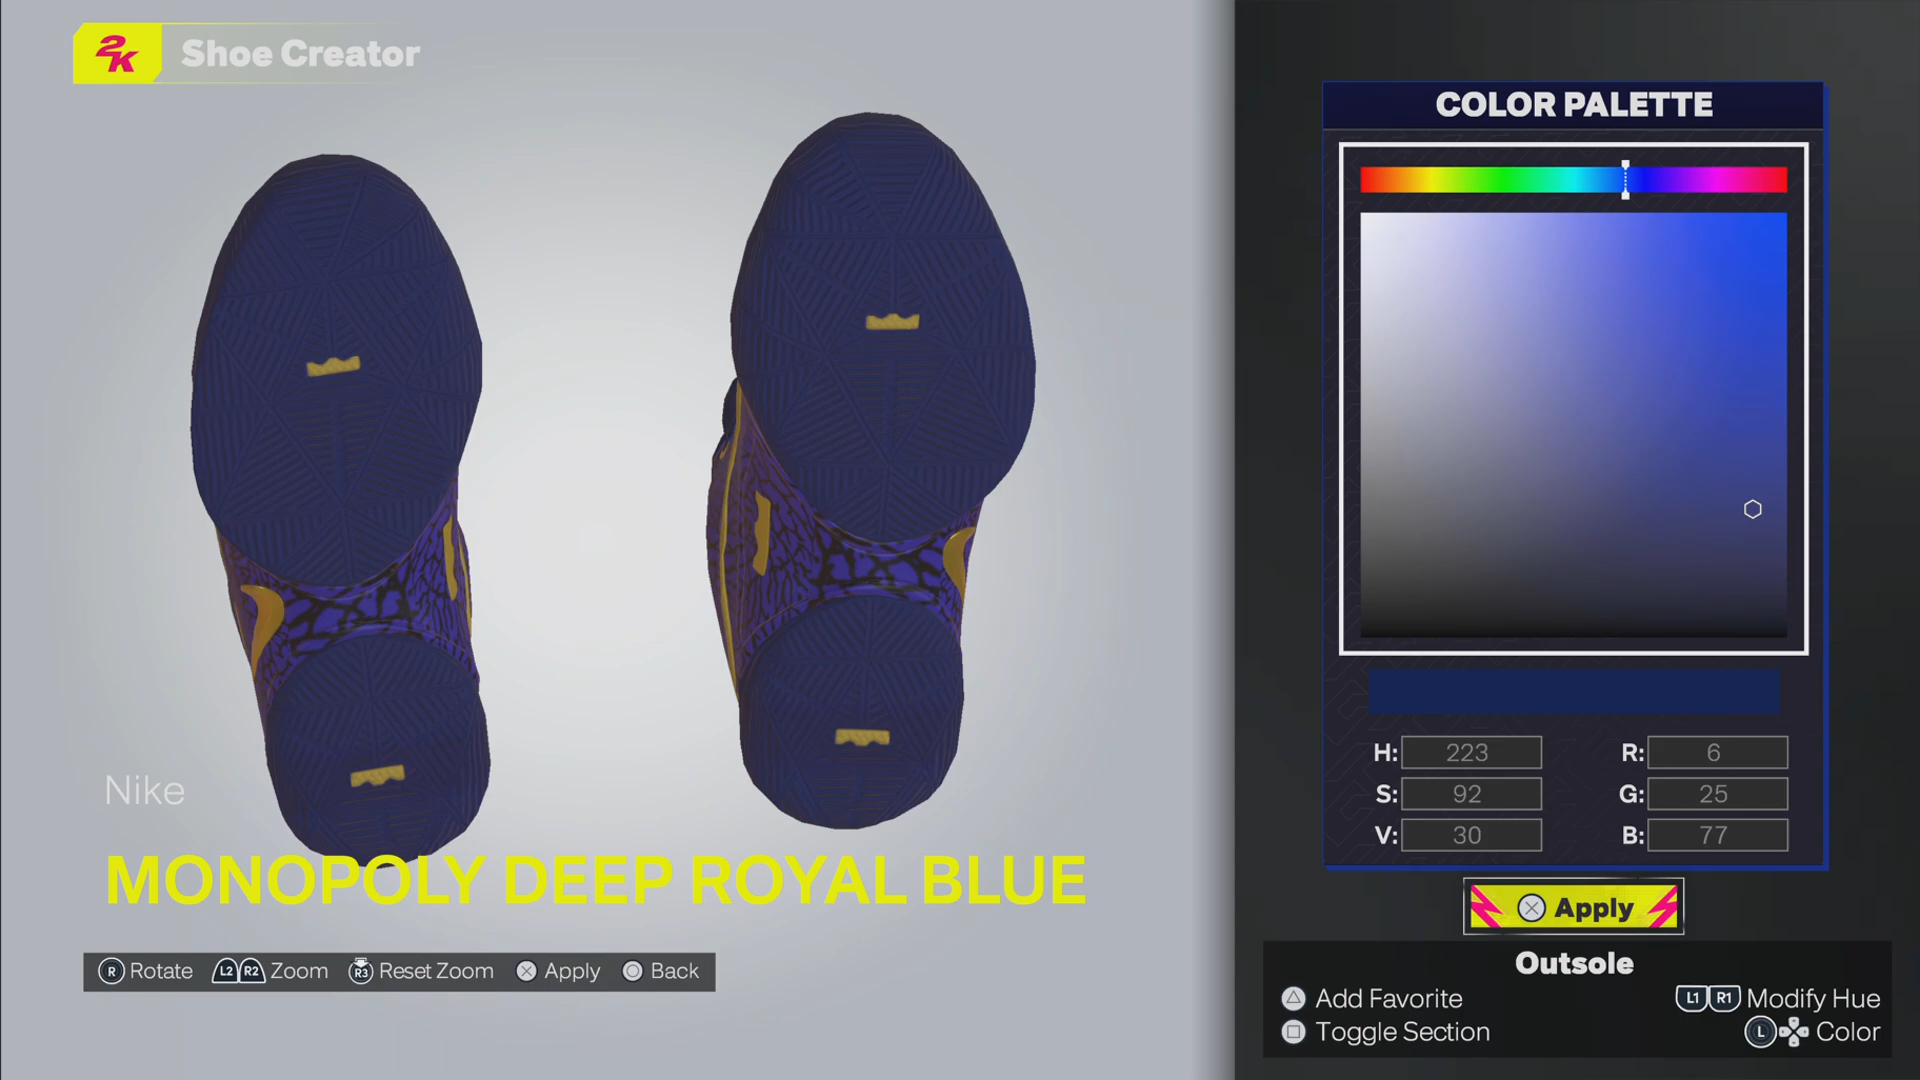 2K
Shoe Creator
COLOR PALETTE
H: 223
R: 6
S: 92
G: 25
V: 30
B: 77
Nike
MONOPOLY DEEP ROYAL BLUE
Apply
R Rotate L2 R2 Zoom R3 Reset Zoom Apply Back
Outsole
Add Favorite
L1 R1 Modify Hue
Toggle Section
L Color